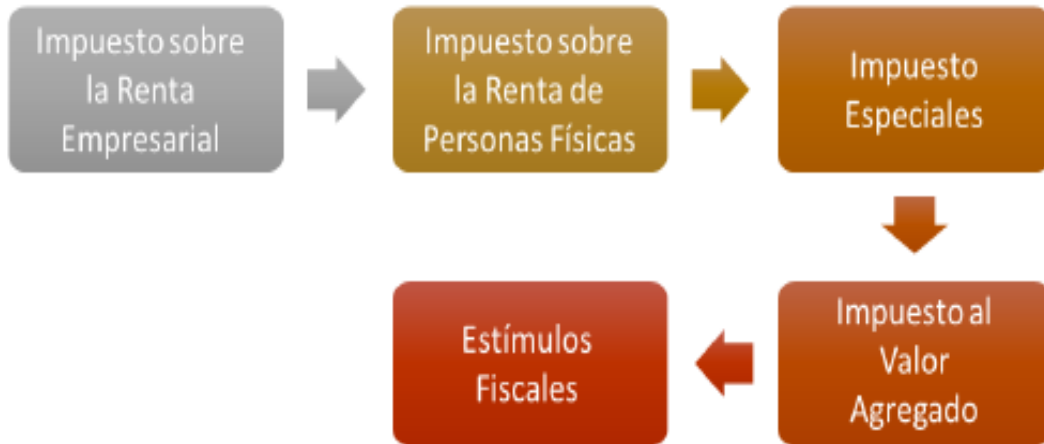 Impuesto sobre
la Renta
Empresarial
Impuesto sobre
la Renta de
Personas Físicas
Impuesto
Especiales
Impuesto al
Valor
Agregado
Estímulos
Fiscales